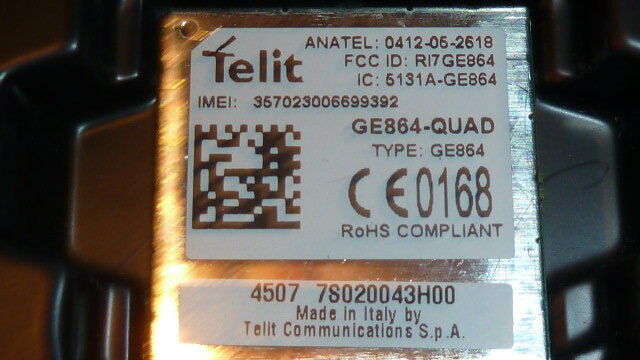 Telit
ANATEL: 0412-05-2618
FCC ID: RI7GE864
IC: 5131A-GE864
IMEI: 357023006699392
GE864-QUAD
TYPE: GE864
CE0168
RoHS COMPLIANT
4507 7S020043H00
Made in Italy by
Telit Communications S.p.A.